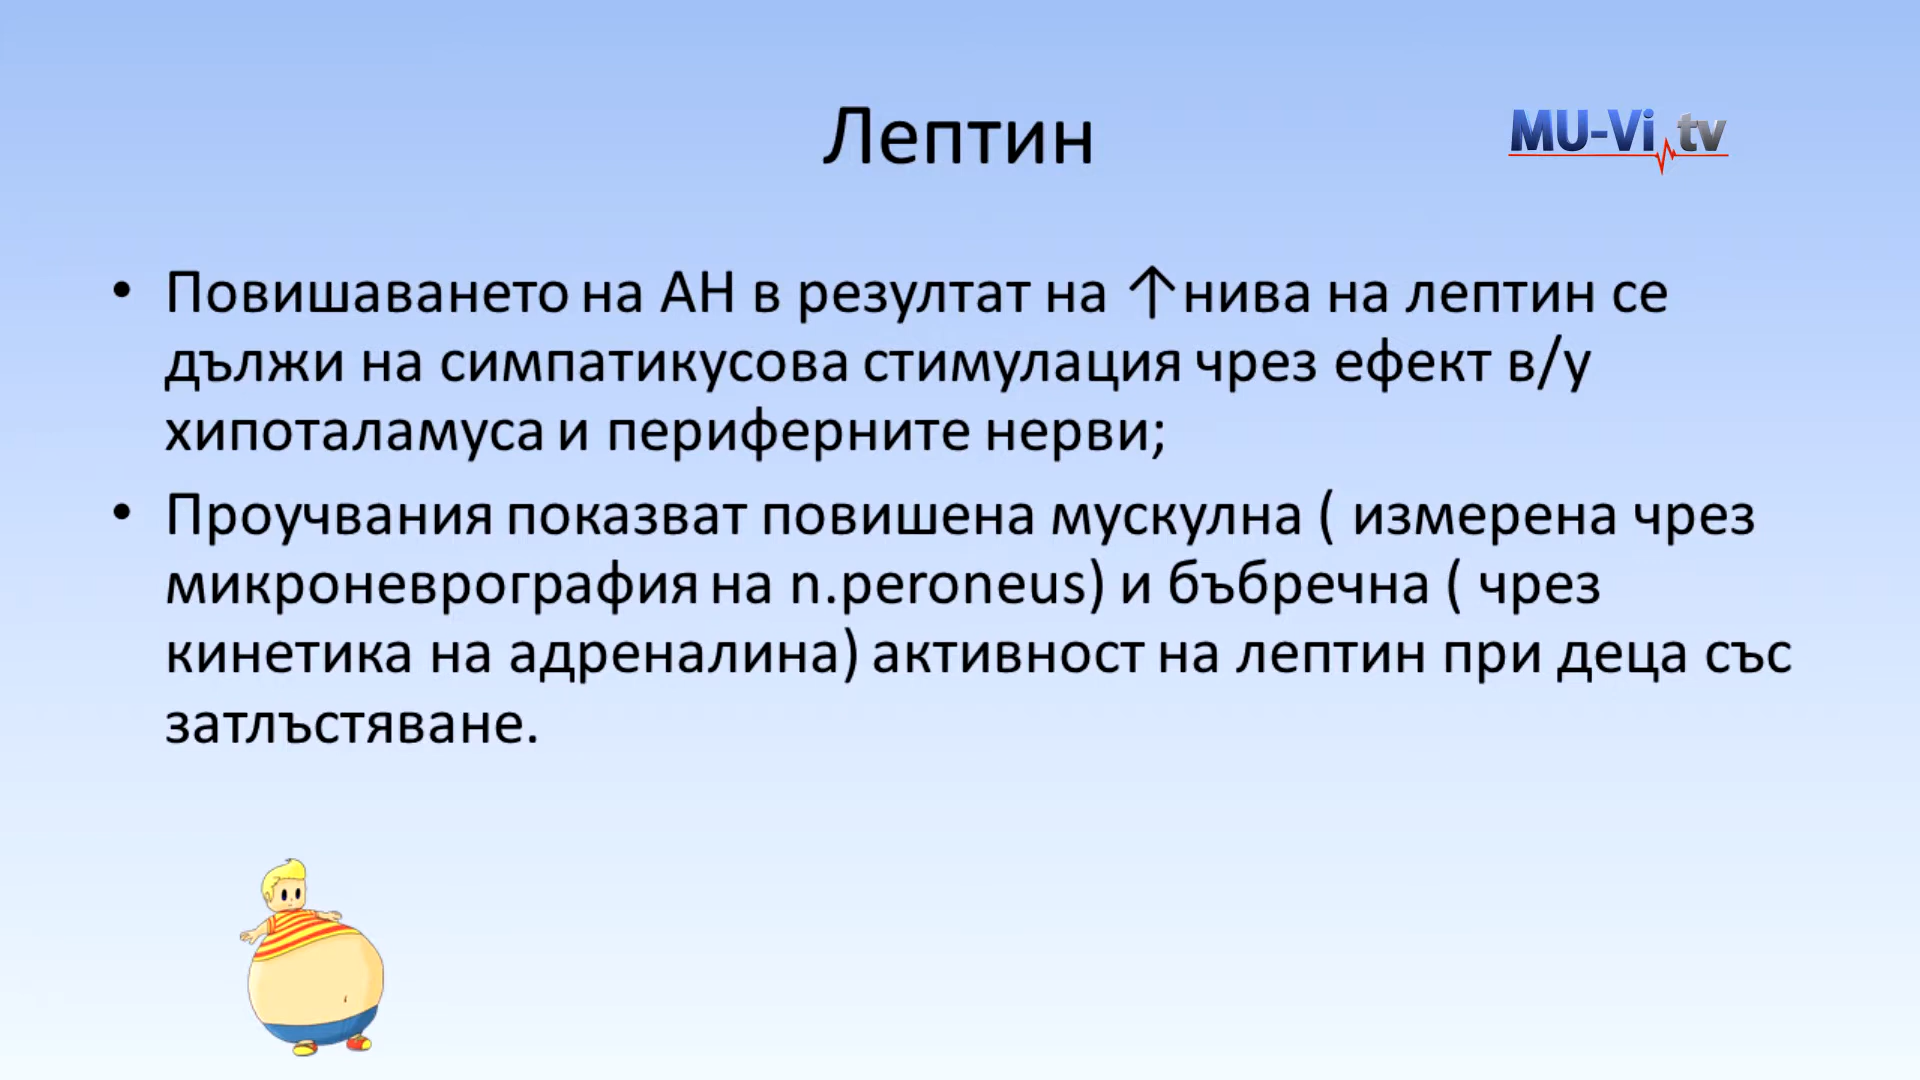 Лептин
MU-Vi.tv
• Повишаването на АН в резултат на ↑нива на лептин се
дължи на симпатикусова стимулация чрез ефект в/у
хипоталамуса и периферните нерви;
• Проучвания показват повишена мускулна ( измерена чрез
микроневрография на n.peroneus) и бъбречна ( чрез
кинетика на адреналина) активност на лептин при деца със
затлъстяване.